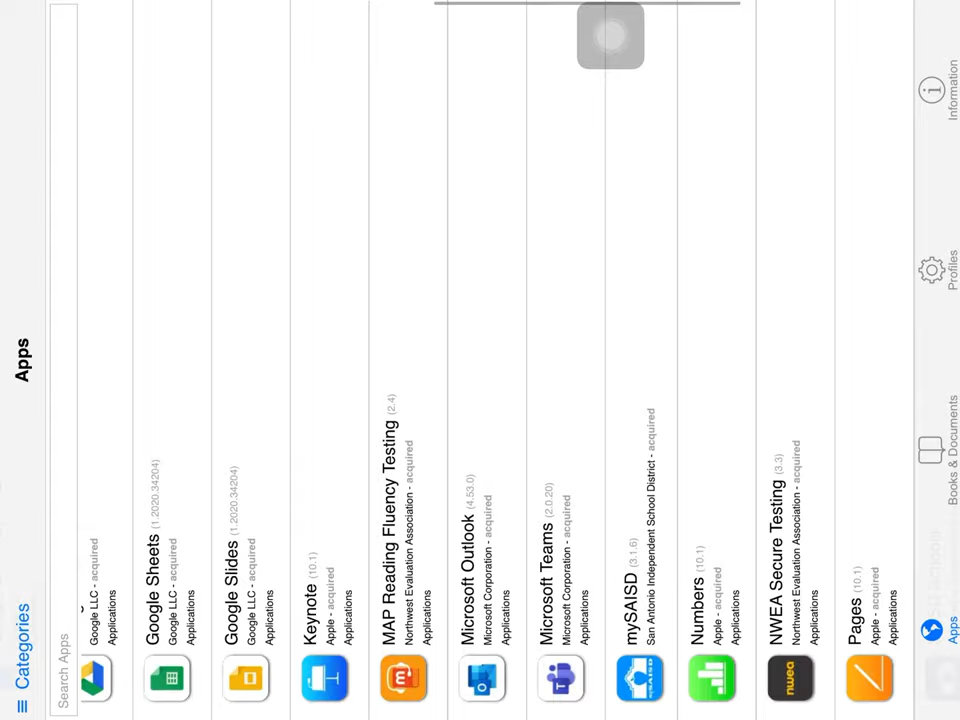 ≡ Categories
Apps
Search Apps
Google LLC - acquired
Applications
Google Sheets (1.2020.34204)
Google LLC - acquired
Applications
Google Slides (1.2020.34204)
Google LLC - acquired
Applications
Keynote (10.1)
Apple - acquired
Applications
MAP Reading Fluency Testing (2.4)
Northwest Evaluation Association - acquired
Applications
Microsoft Outlook (4.53.0)
Microsoft Corporation - acquired
Applications
Microsoft Teams (2.0.20)
Microsoft Corporation - acquired
Applications
mySAISD (3.1.6)
San Antonio Independent School District - acquired
mySAISD
Numbers (10.1)
Apple - acquired
Applications
nwea
NWEA Secure Testing (3.3)
Northwest Evaluation Association - acquired
Applications
Pages (10.1)
Apple - acquired
Applications
Apps
Books & Documents
Profiles
Information